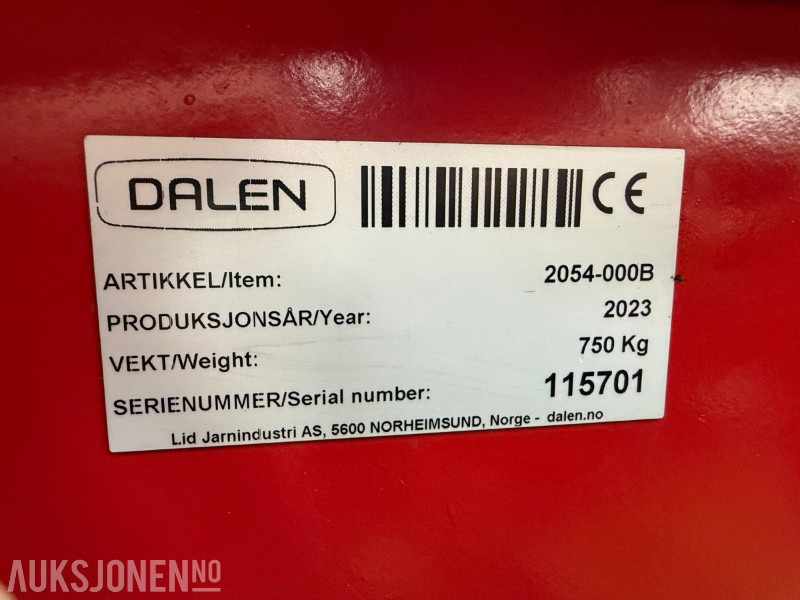 DALEN
CE
ARTIKKEL/Item: 2054-000B
PRODUKSJONSÅR/Year: 2023
VEKT/Weight: 750 Kg
SERIENUMMER/Serial number: 115701
Lid Jarnindustri AS, 5600 NORHEIMSUND, Norge - dalen.no
AUKSJONEN.NO